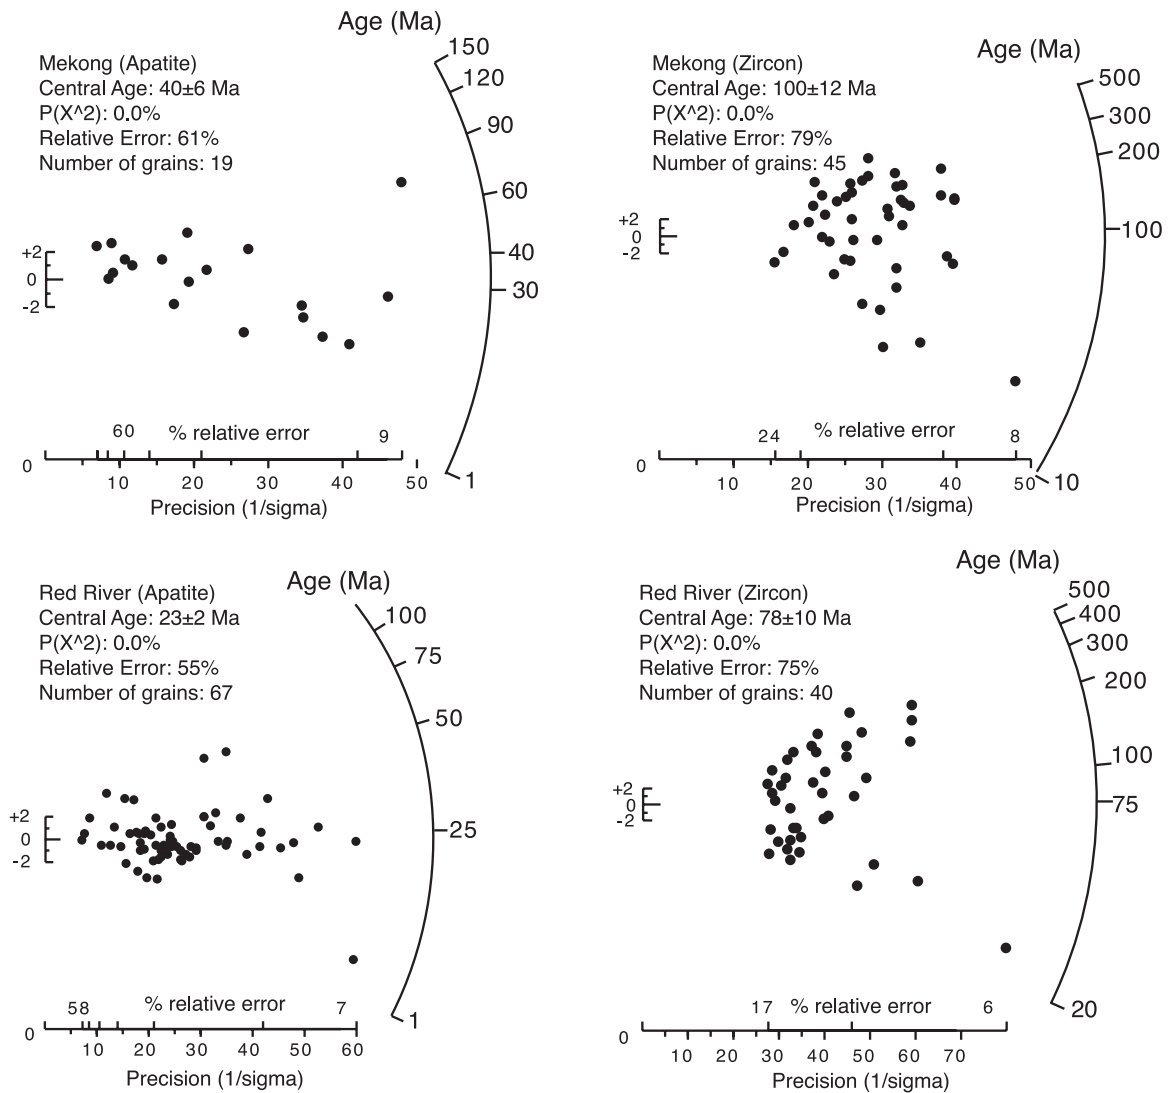 Age (Ma)
150
120
90
60
40
30
1
Mekong (Apatite)
Central Age: 40±6 Ma
P(X^2): 0.0%
Relative Error: 61%
Number of grains: 19
+2
0
-2
60 % relative error 9
0
10 20 30 40 50
Precision (1/sigma)
Age (Ma)
500
300
200
100
10
Mekong (Zircon)
Central Age: 100±12 Ma
P(X^2): 0.0%
Relative Error: 79%
Number of grains: 45
+2
0
-2
24 % relative error 8
0
10 20 30 40 50
Precision (1/sigma)
Age (Ma)
100
75
50
25
1
Red River (Apatite)
Central Age: 23±2 Ma
P(X^2): 0.0%
Relative Error: 55%
Number of grains: 67
+2
0
-2
58 % relative error 7
0
10 20 30 40 50 60
Precision (1/sigma)
Age (Ma)
500
400
300
200
100
75
20
Red River (Zircon)
Central Age: 78±10 Ma
P(X^2): 0.0%
Relative Error: 75%
Number of grains: 40
+2
0
-2
17 % relative error 6
0
10 20 30 40 50 60 70
Precision (1/sigma)